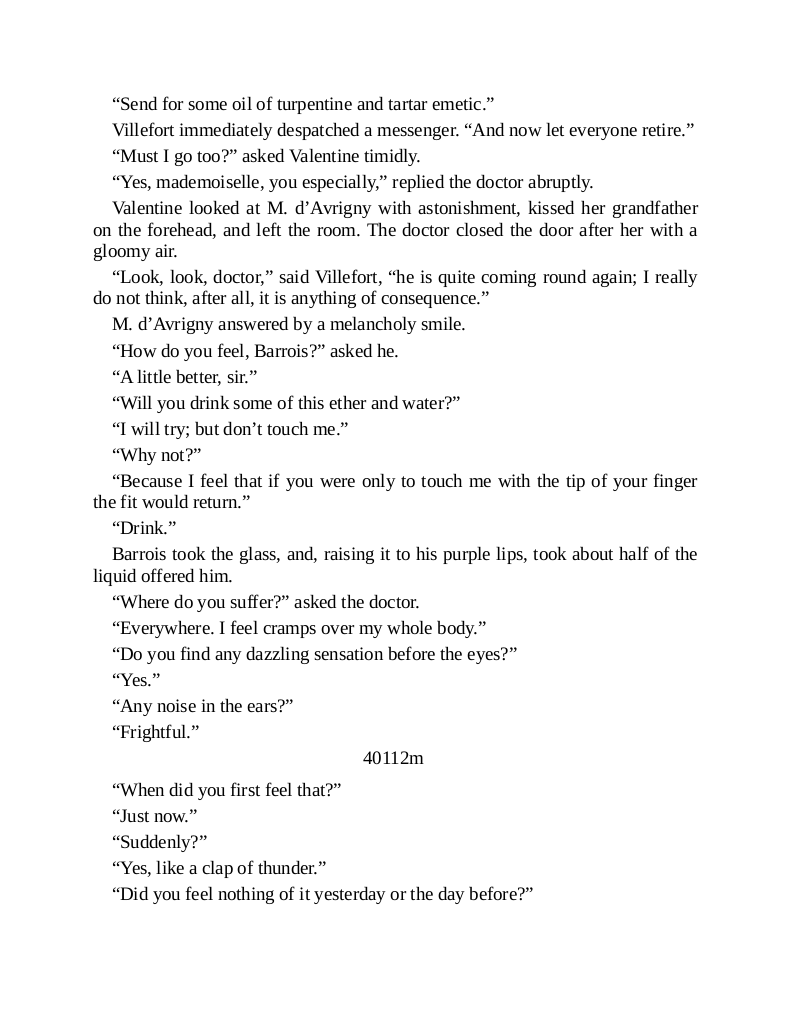 “Send for some oil of turpentine and tartar emetic.”
Villefort immediately despatched a messenger. “And now let everyone retire.”
“Must I go too?” asked Valentine timidly.
“Yes, mademoiselle, you especially,” replied the doctor abruptly.
Valentine looked at M. d’Avrigny with astonishment, kissed her grandfather
on the forehead, and left the room. The doctor closed the door after her with a
gloomy air.
“Look, look, doctor,” said Villefort, “he is quite coming round again; I really
do not think, after all, it is anything of consequence.”
M. d’Avrigny answered by a melancholy smile.
“How do you feel, Barrois?” asked he.
“A little better, sir.”
“Will you drink some of this ether and water?”
“I will try; but don’t touch me.”
“Why not?”
“Because I feel that if you were only to touch me with the tip of your finger
the fit would return.”
“Drink.”
Barrois took the glass, and, raising it to his purple lips, took about half of the
liquid offered him.
“Where do you suffer?” asked the doctor.
“Everywhere. I feel cramps over my whole body.”
“Do you find any dazzling sensation before the eyes?”
“Yes.”
“Any noise in the ears?”
“Frightful.”
40112m
“When did you first feel that?”
“Just now.”
“Suddenly?”
“Yes, like a clap of thunder.”
“Did you feel nothing of it yesterday or the day before?”